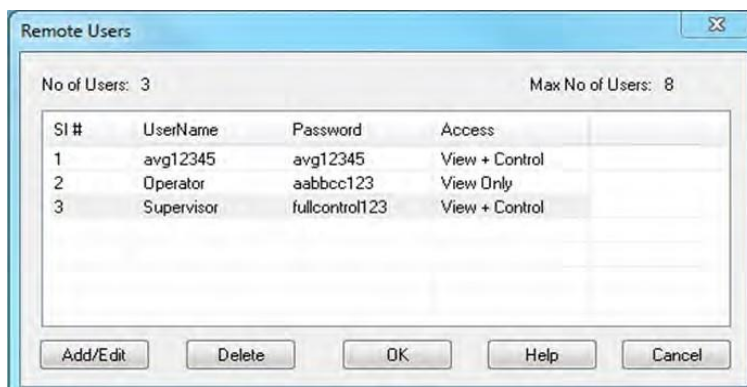 Remote Users
No of Users: 3 Max No of Users: 8
SI # UserName Password Access
1 avg12345 avg12345 View + Control
2 Operator aabbcc123 View Only
3 Supervisor fullcontrol123 View + Control
Add/Edit Delete OK Help Cancel